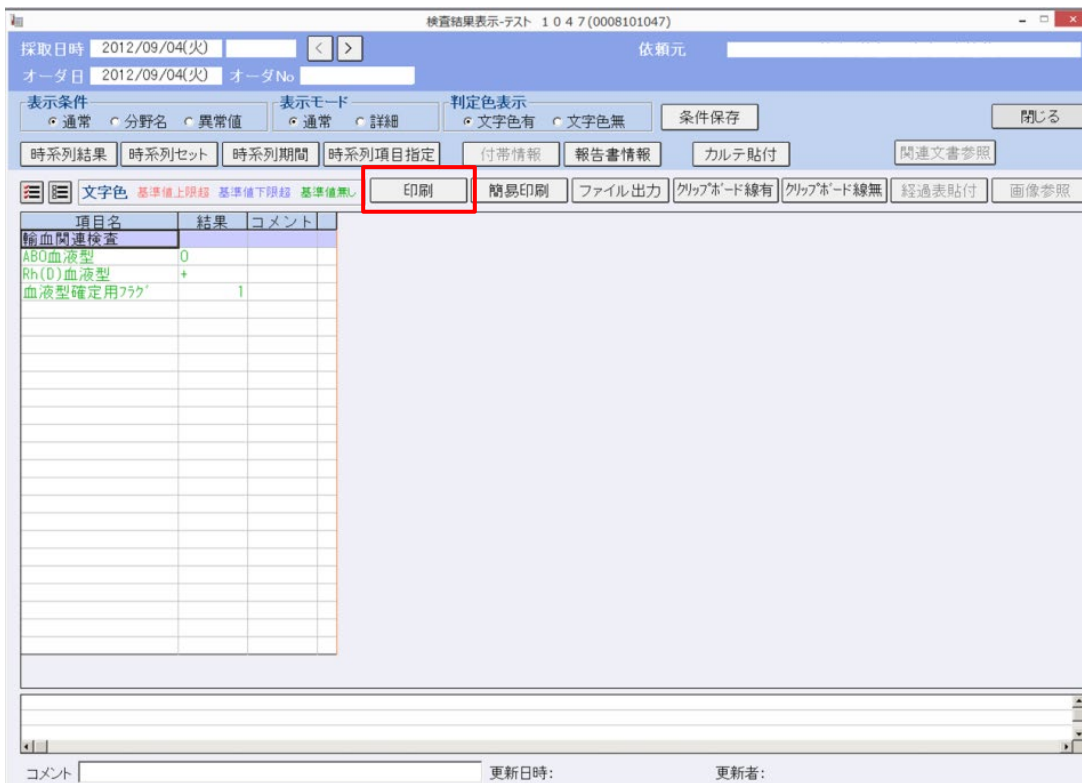 検査結果表示-テスト １０４７(0008101047)
採取日時 2012/09/04(火) < > 依頼元
オーダ日 2012/09/04(火) オーダNo
表示条件 表示モード 判定色表示
通常 分野名 異常値 通常 詳細 文字色有 文字色無 条件保存 閉じる
時系列結果 時系列セット 時系列期間 時系列項目指定 付帯情報 報告書情報 カルテ貼付 関連文書参照
文字色 基準値上限超 基準値下限超 基準値無し 印刷 簡易印刷 ファイル出力 ｸﾘｯﾌﾟﾎﾞｰﾄﾞ線有 ｸﾘｯﾌﾟﾎﾞｰﾄﾞ線無 経過表貼付 画像参照
項目名 結果 コメント
輸血関連検査
ABO血液型 O
Rh(D)血液型 +
血液型確定用ﾌﾗｸﾞ 1
コメント 更新日時: 更新者: